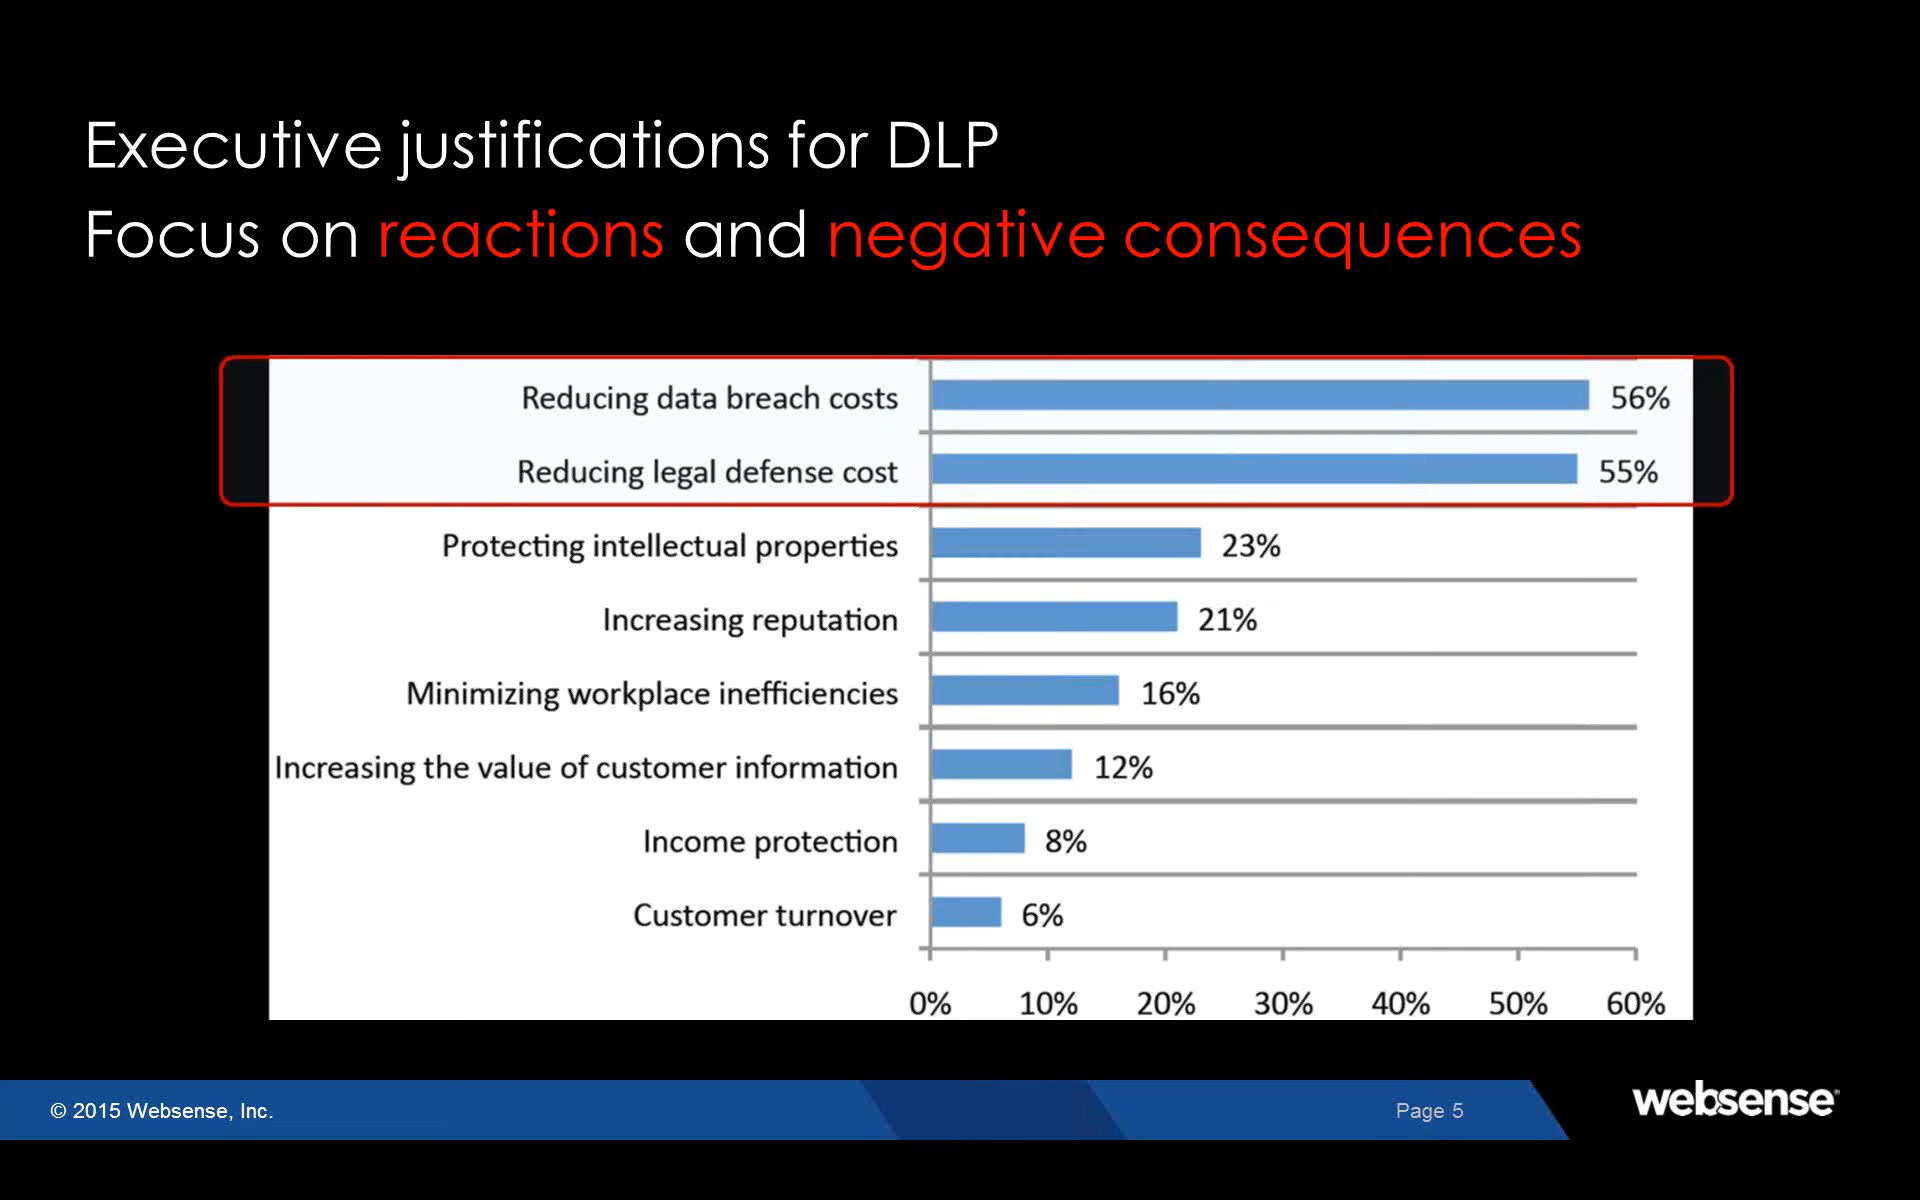 Executive justifications for DLP
Focus on reactions and negative consequences
Reducing data breach costs 56%
Reducing legal defense cost 55%
Protecting intellectual properties 23%
Increasing reputation 21%
Minimizing workplace inefficiencies 16%
Increasing the value of customer information 12%
Income protection 8%
Customer turnover 6%
0% 10% 20% 30% 40% 50% 60%
© 2015 Websense, Inc.
Page 5
websense®